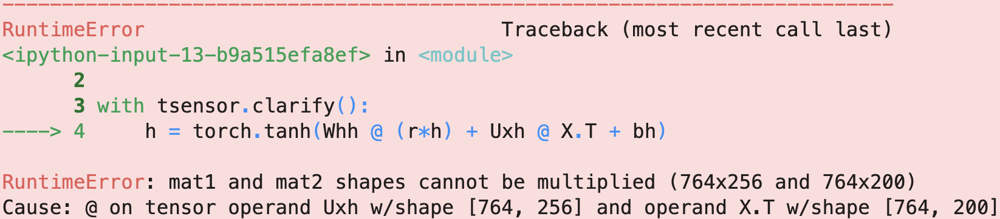 ---------------------------------------------------------------------------
RuntimeError                              Traceback (most recent call last)
<ipython-input-13-b9a515efa8ef> in <module>
      2
      3 with tsensor.clarify():
----> 4     h = torch.tanh(Whh @ (r*h) + Uxh @ X.T + bh)
RuntimeError: mat1 and mat2 shapes cannot be multiplied (764x256 and 764x200)
Cause: @ on tensor operand Uxh w/shape [764, 256] and operand X.T w/shape [764, 200]